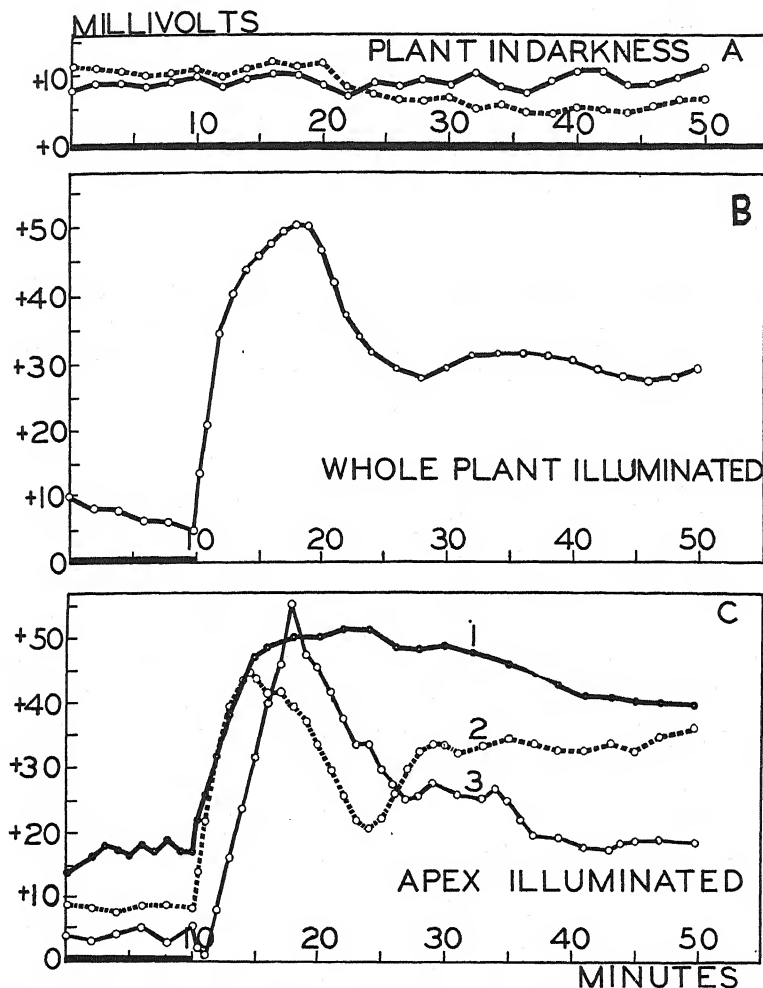 MILLIVOLTS
PLANT IN DARKNESS A
+10
+0
10 20 30 40 50
B
+50
+40
+30
+20
WHOLE PLANT ILLUMINATED
+10
10 20 30 40 50
0
C
+50
1
+40
2
+30
3
+20
APEX ILLUMINATED
+10
10 20 30 40 50
0
MINUTES